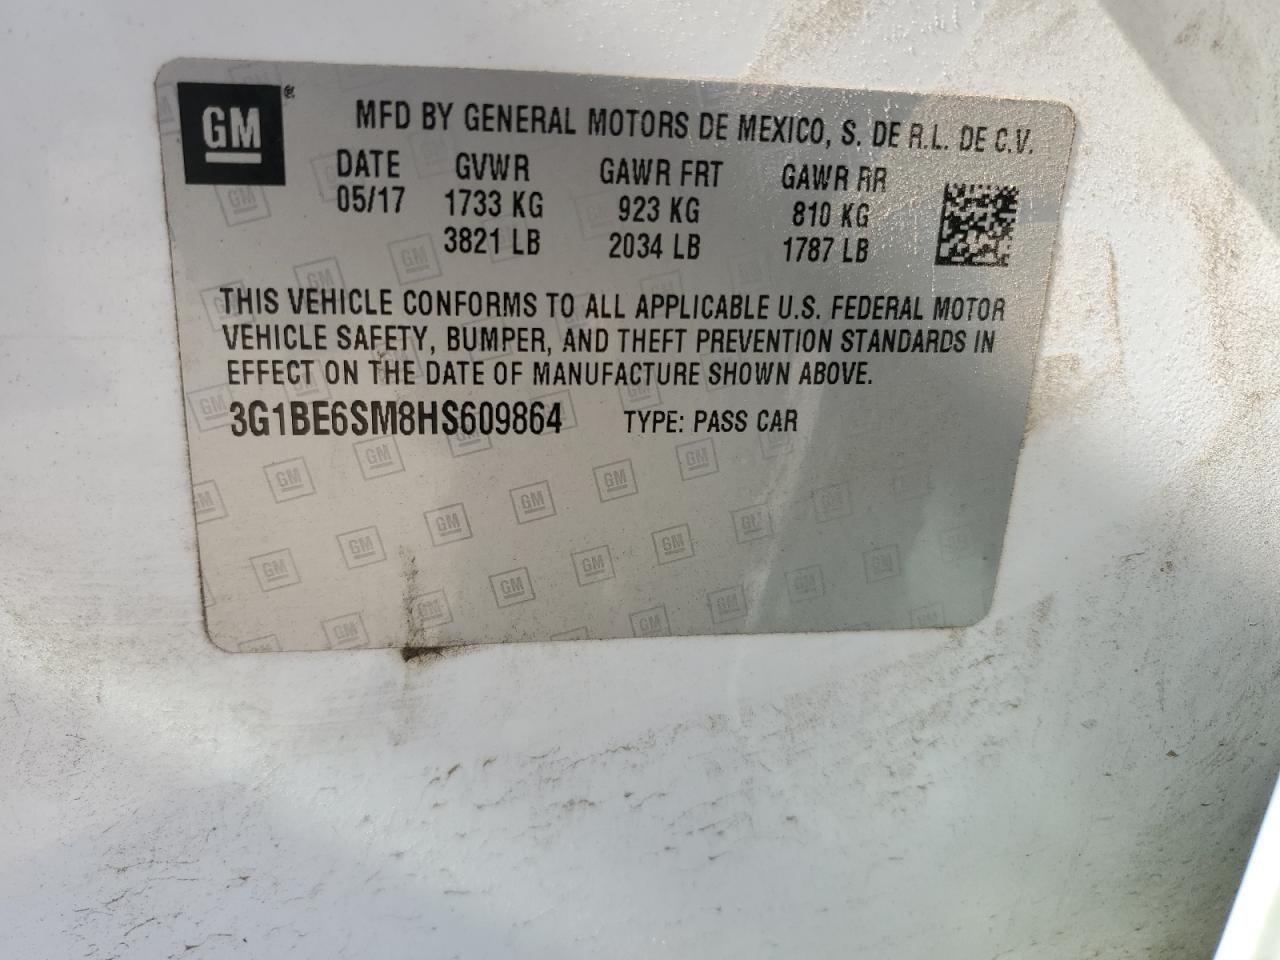 GM®
MFD BY GENERAL MOTORS DE MEXICO, S. DE R.L. DE C.V.
DATE GVWR GAWR FRT GAWR RR
05/17 1733 KG 923 KG 810 KG
3821 LB 2034 LB 1787 LB
THIS VEHICLE CONFORMS TO ALL APPLICABLE U.S. FEDERAL MOTOR
VEHICLE SAFETY, BUMPER, AND THEFT PREVENTION STANDARDS IN
EFFECT ON THE DATE OF MANUFACTURE SHOWN ABOVE.
3G1BE6SM8HS609864 TYPE: PASS CAR